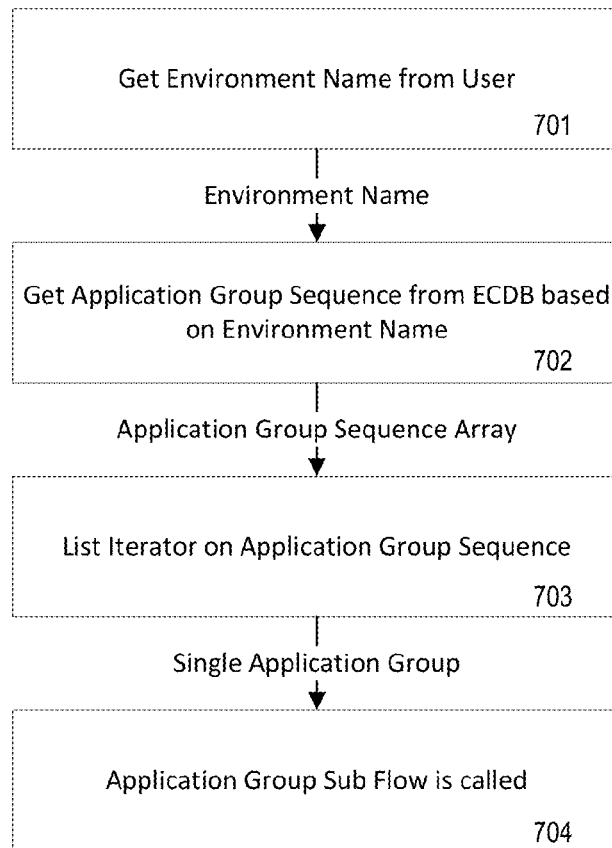 Get Environment Name from User
701
Environment Name
Get Application Group Sequence from ECDB based
on Environment Name
702
Application Group Sequence Array
List Iterator on Application Group Sequence
703
Single Application Group
Application Group Sub Flow is called
704